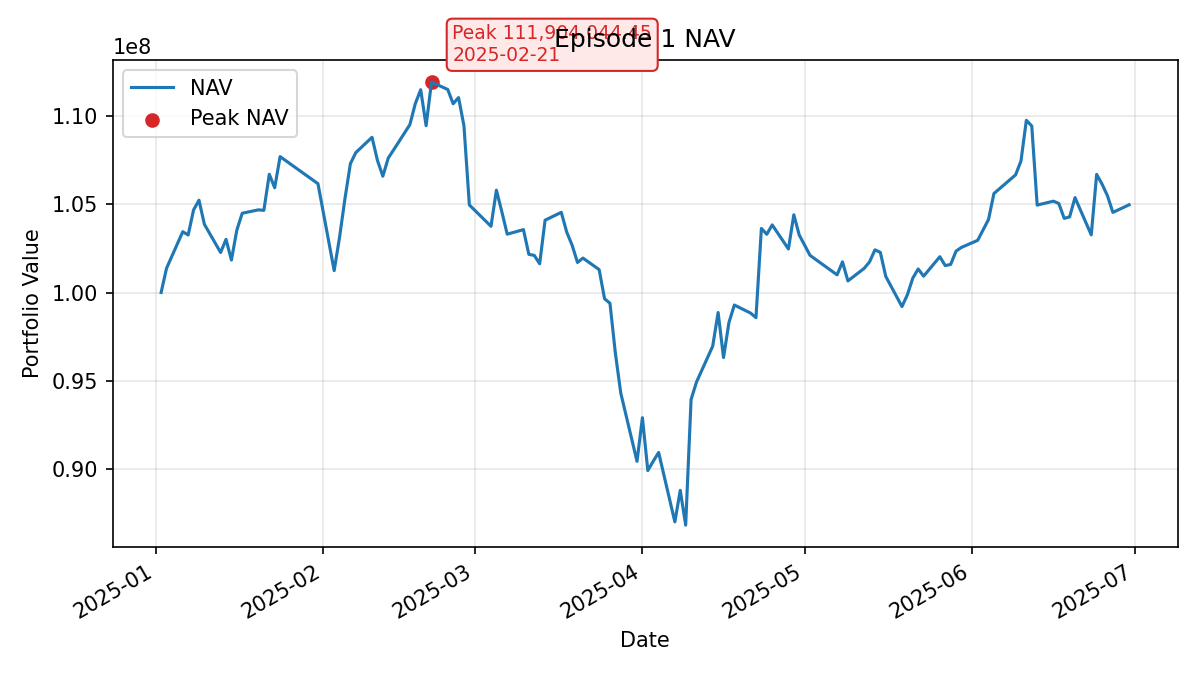 Peak 111,904,044.45
2025-02-21
Episode 1 NAV
1e8
NAV
Peak NAV
1.10
1.05
1.00
0.95
0.90
Portfolio Value
2025-01
2025-02
2025-03
2025-04
2025-05
2025-06
2025-07
Date